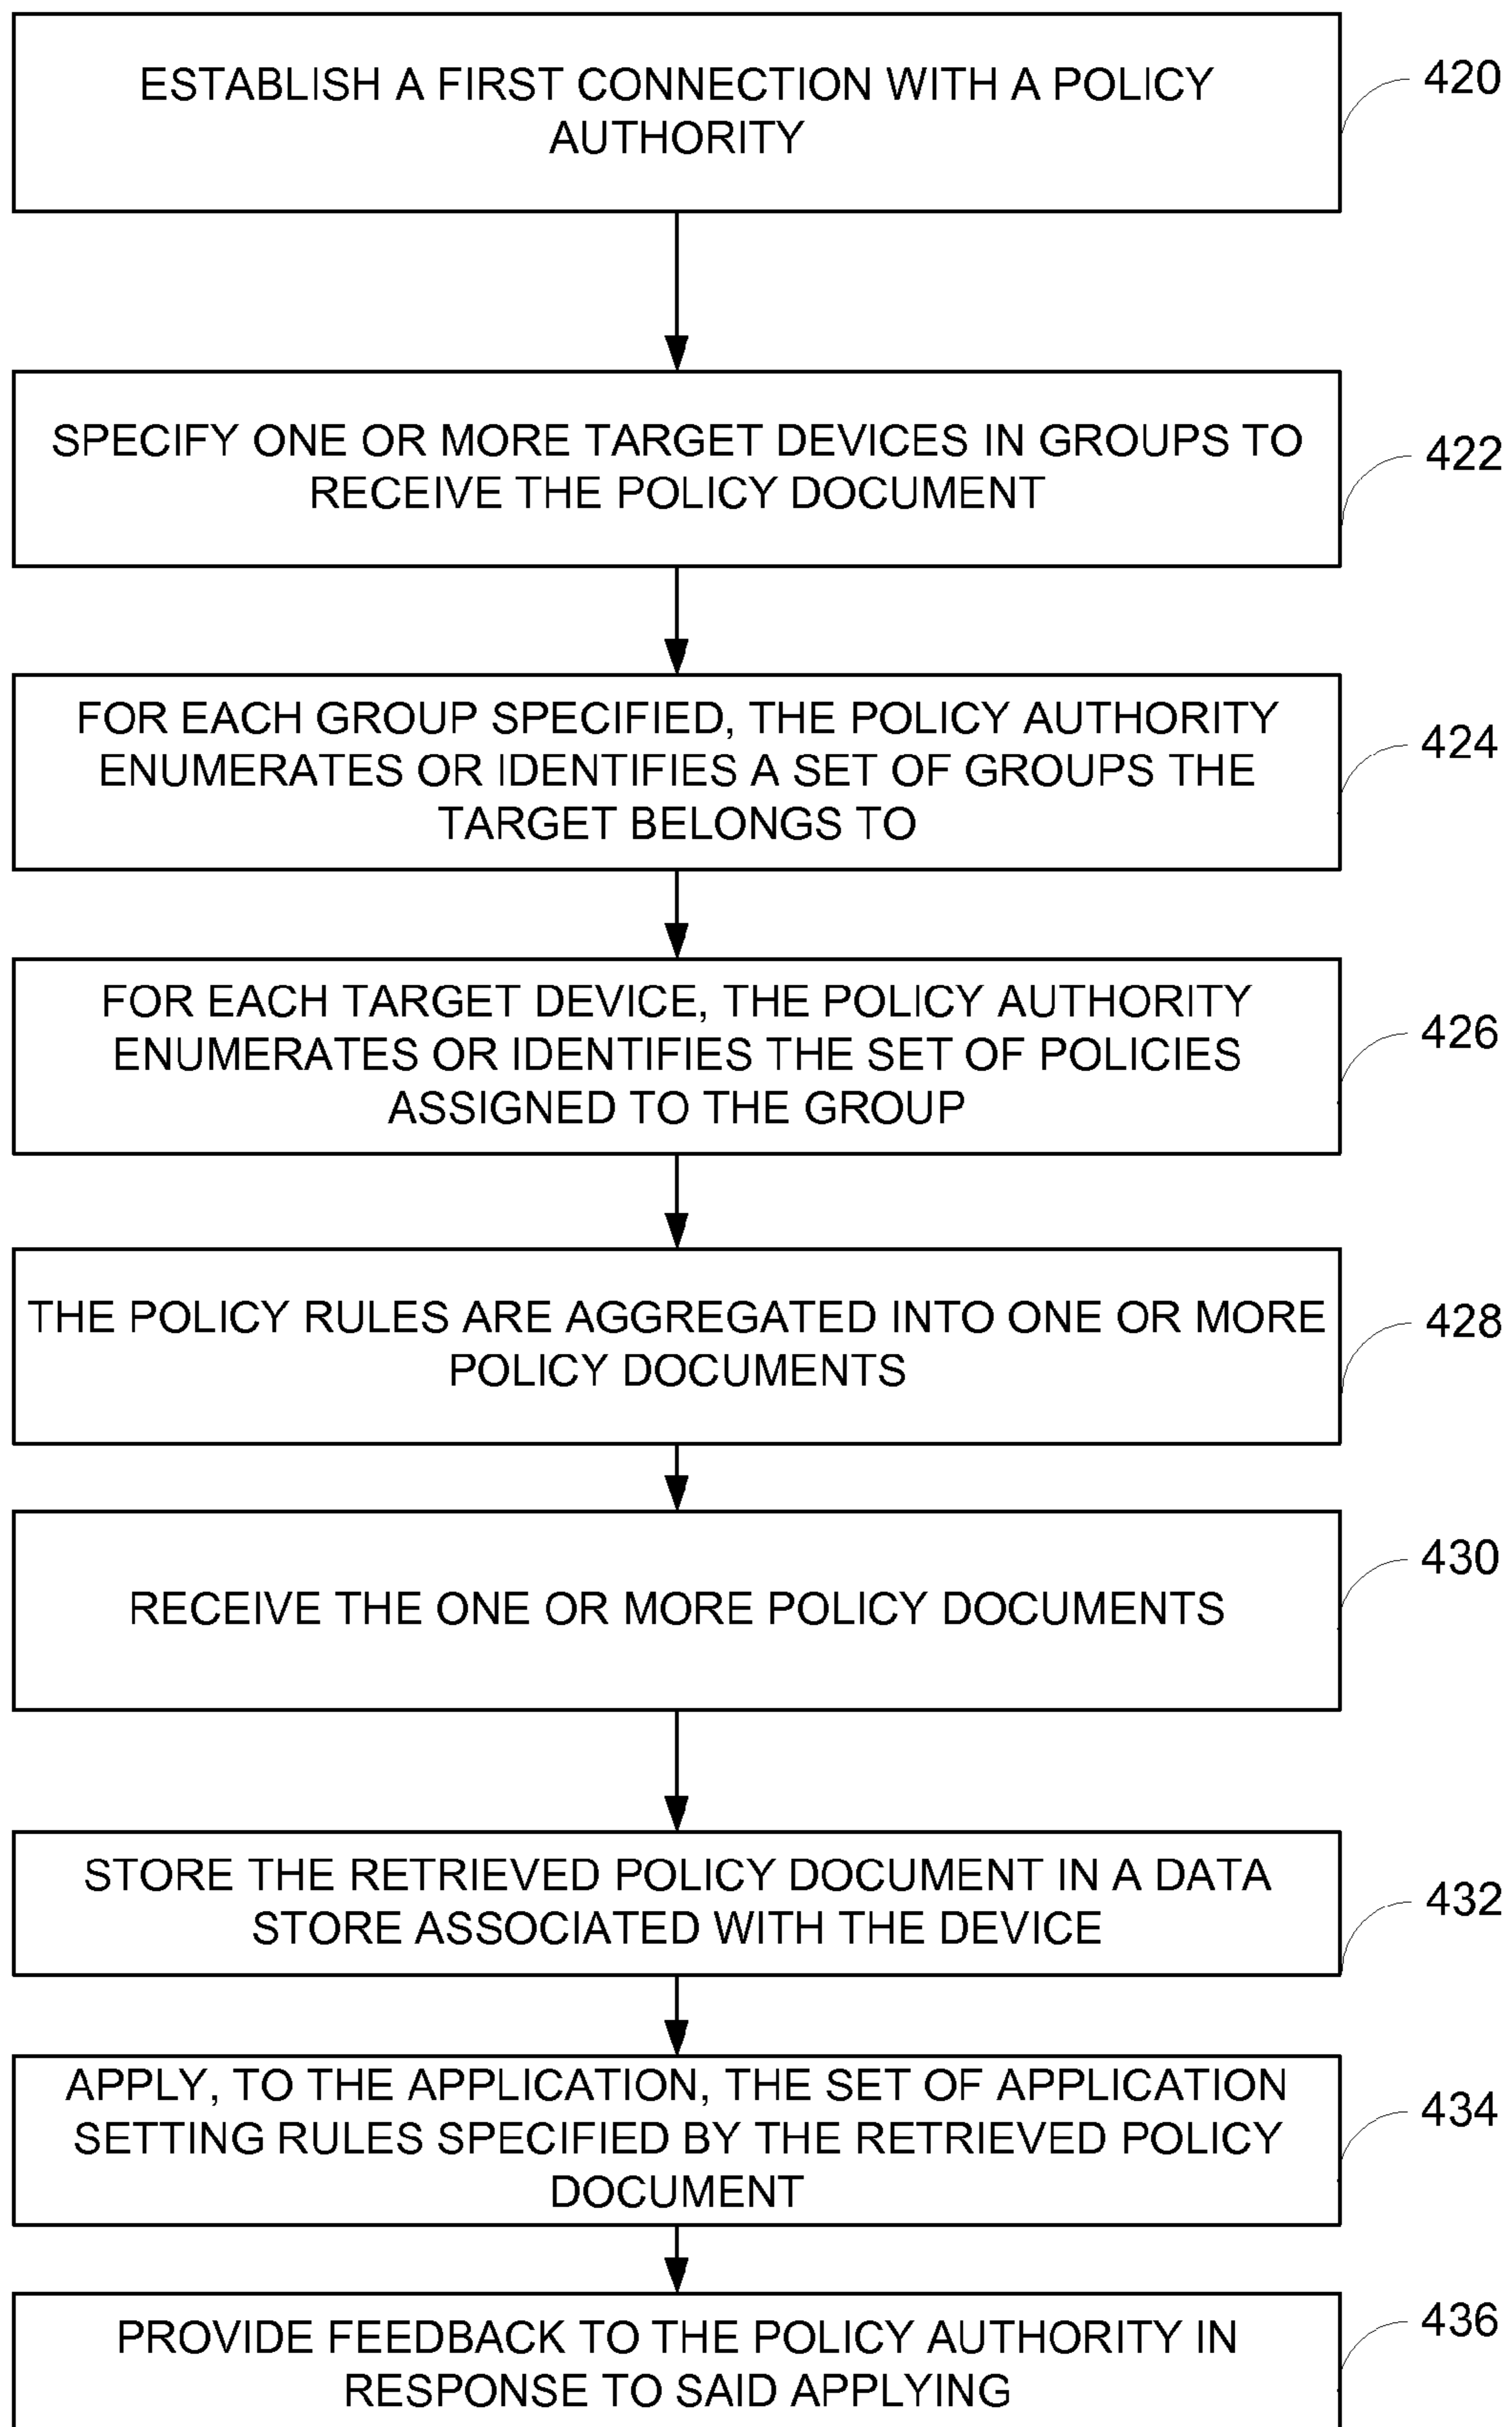 ESTABLISH A FIRST CONNECTION WITH A POLICY
AUTHORITY
420
SPECIFY ONE OR MORE TARGET DEVICES IN GROUPS TO
RECEIVE THE POLICY DOCUMENT
422
FOR EACH GROUP SPECIFIED, THE POLICY AUTHORITY
ENUMERATES OR IDENTIFIES A SET OF GROUPS THE
TARGET BELONGS TO
424
FOR EACH TARGET DEVICE, THE POLICY AUTHORITY
ENUMERATES OR IDENTIFIES THE SET OF POLICIES
ASSIGNED TO THE GROUP
426
THE POLICY RULES ARE AGGREGATED INTO ONE OR MORE
POLICY DOCUMENTS
428
RECEIVE THE ONE OR MORE POLICY DOCUMENTS
430
STORE THE RETRIEVED POLICY DOCUMENT IN A DATA
STORE ASSOCIATED WITH THE DEVICE
432
APPLY, TO THE APPLICATION, THE SET OF APPLICATION
SETTING RULES SPECIFIED BY THE RETRIEVED POLICY
DOCUMENT
434
PROVIDE FEEDBACK TO THE POLICY AUTHORITY IN
RESPONSE TO SAID APPLYING
436